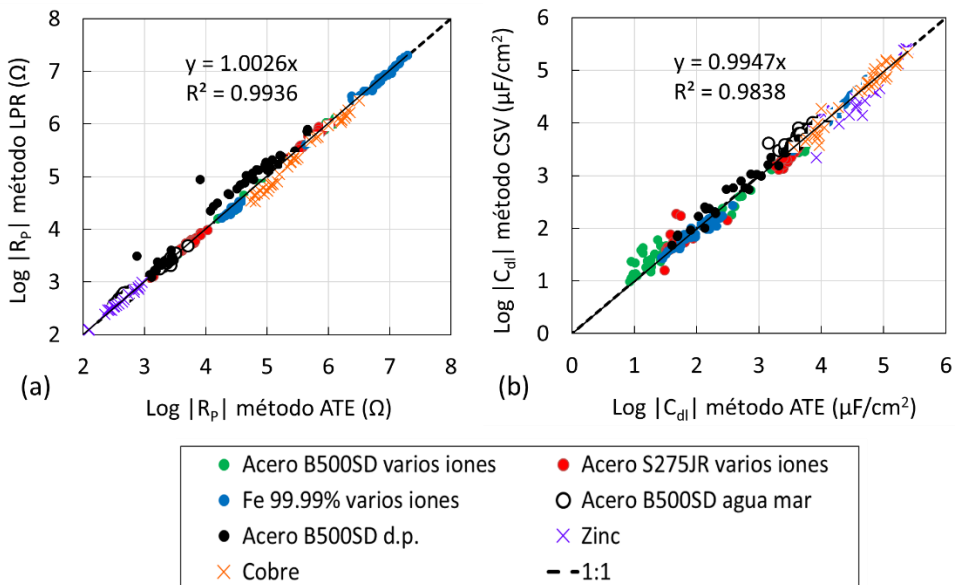 8
7
6
5
4
3
2
2 3 4 5 6 7 8
Log |Rₚ| método LPR (Ω)
y = 1.0026x
R² = 0.9936
(a)
Log |Rₚ| método ATE (Ω)
6
5
4
3
2
1
0
0 1 2 3 4 5 6
Log |C_dl| método CSV (µF/cm²)
y = 0.9947x
R² = 0.9838
(b)
Log |C_dl| método ATE (µF/cm²)
Acero B500SD varios iones
Acero S275JR varios iones
Fe 99.99% varios iones
Acero B500SD agua mar
Acero B500SD d.p.
Zinc
Cobre
1:1